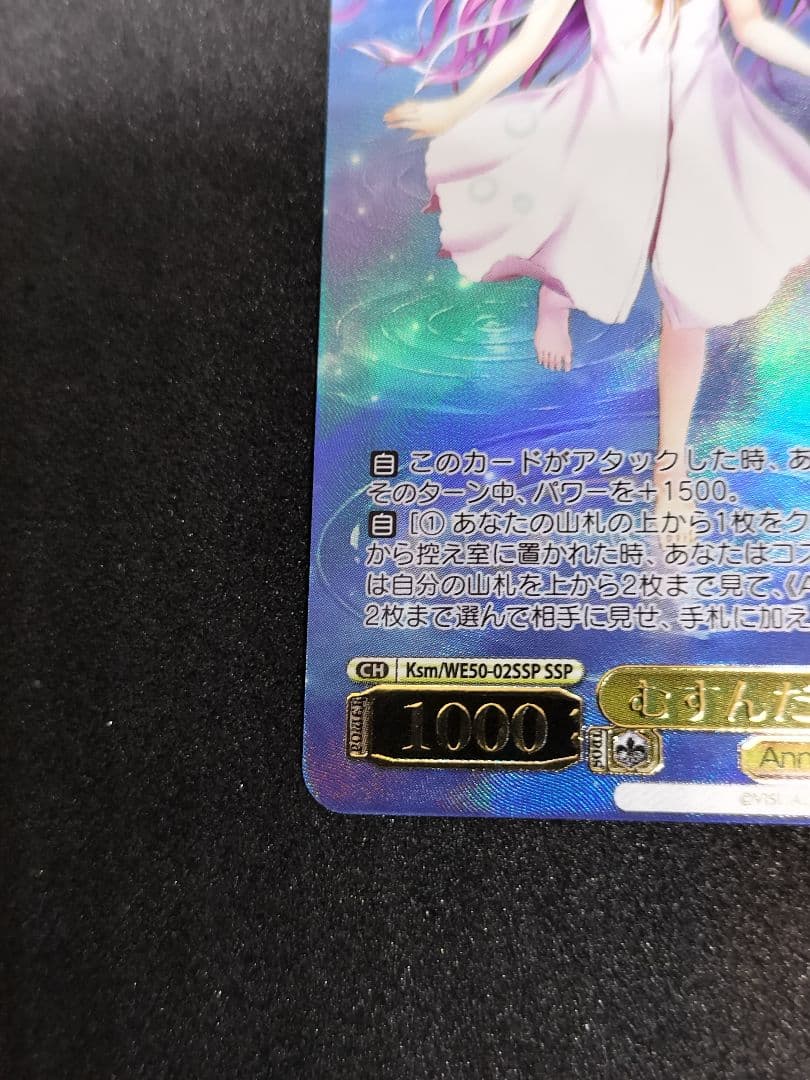 自 このカードがアタックした時、あ
そのターン中、パワーを+1500。
自 [① あなたの山札の上から1枚をク
から控え室に置かれた時、あなたはコス
は自分の山札を上から2枚まで見て、《A
2枚まで選んで相手に見せ、手札に加え
CH Ksm/WE50-02SSP SSP
POWER 1000
むすんだ
SOUL
Ann
©VISUAL A